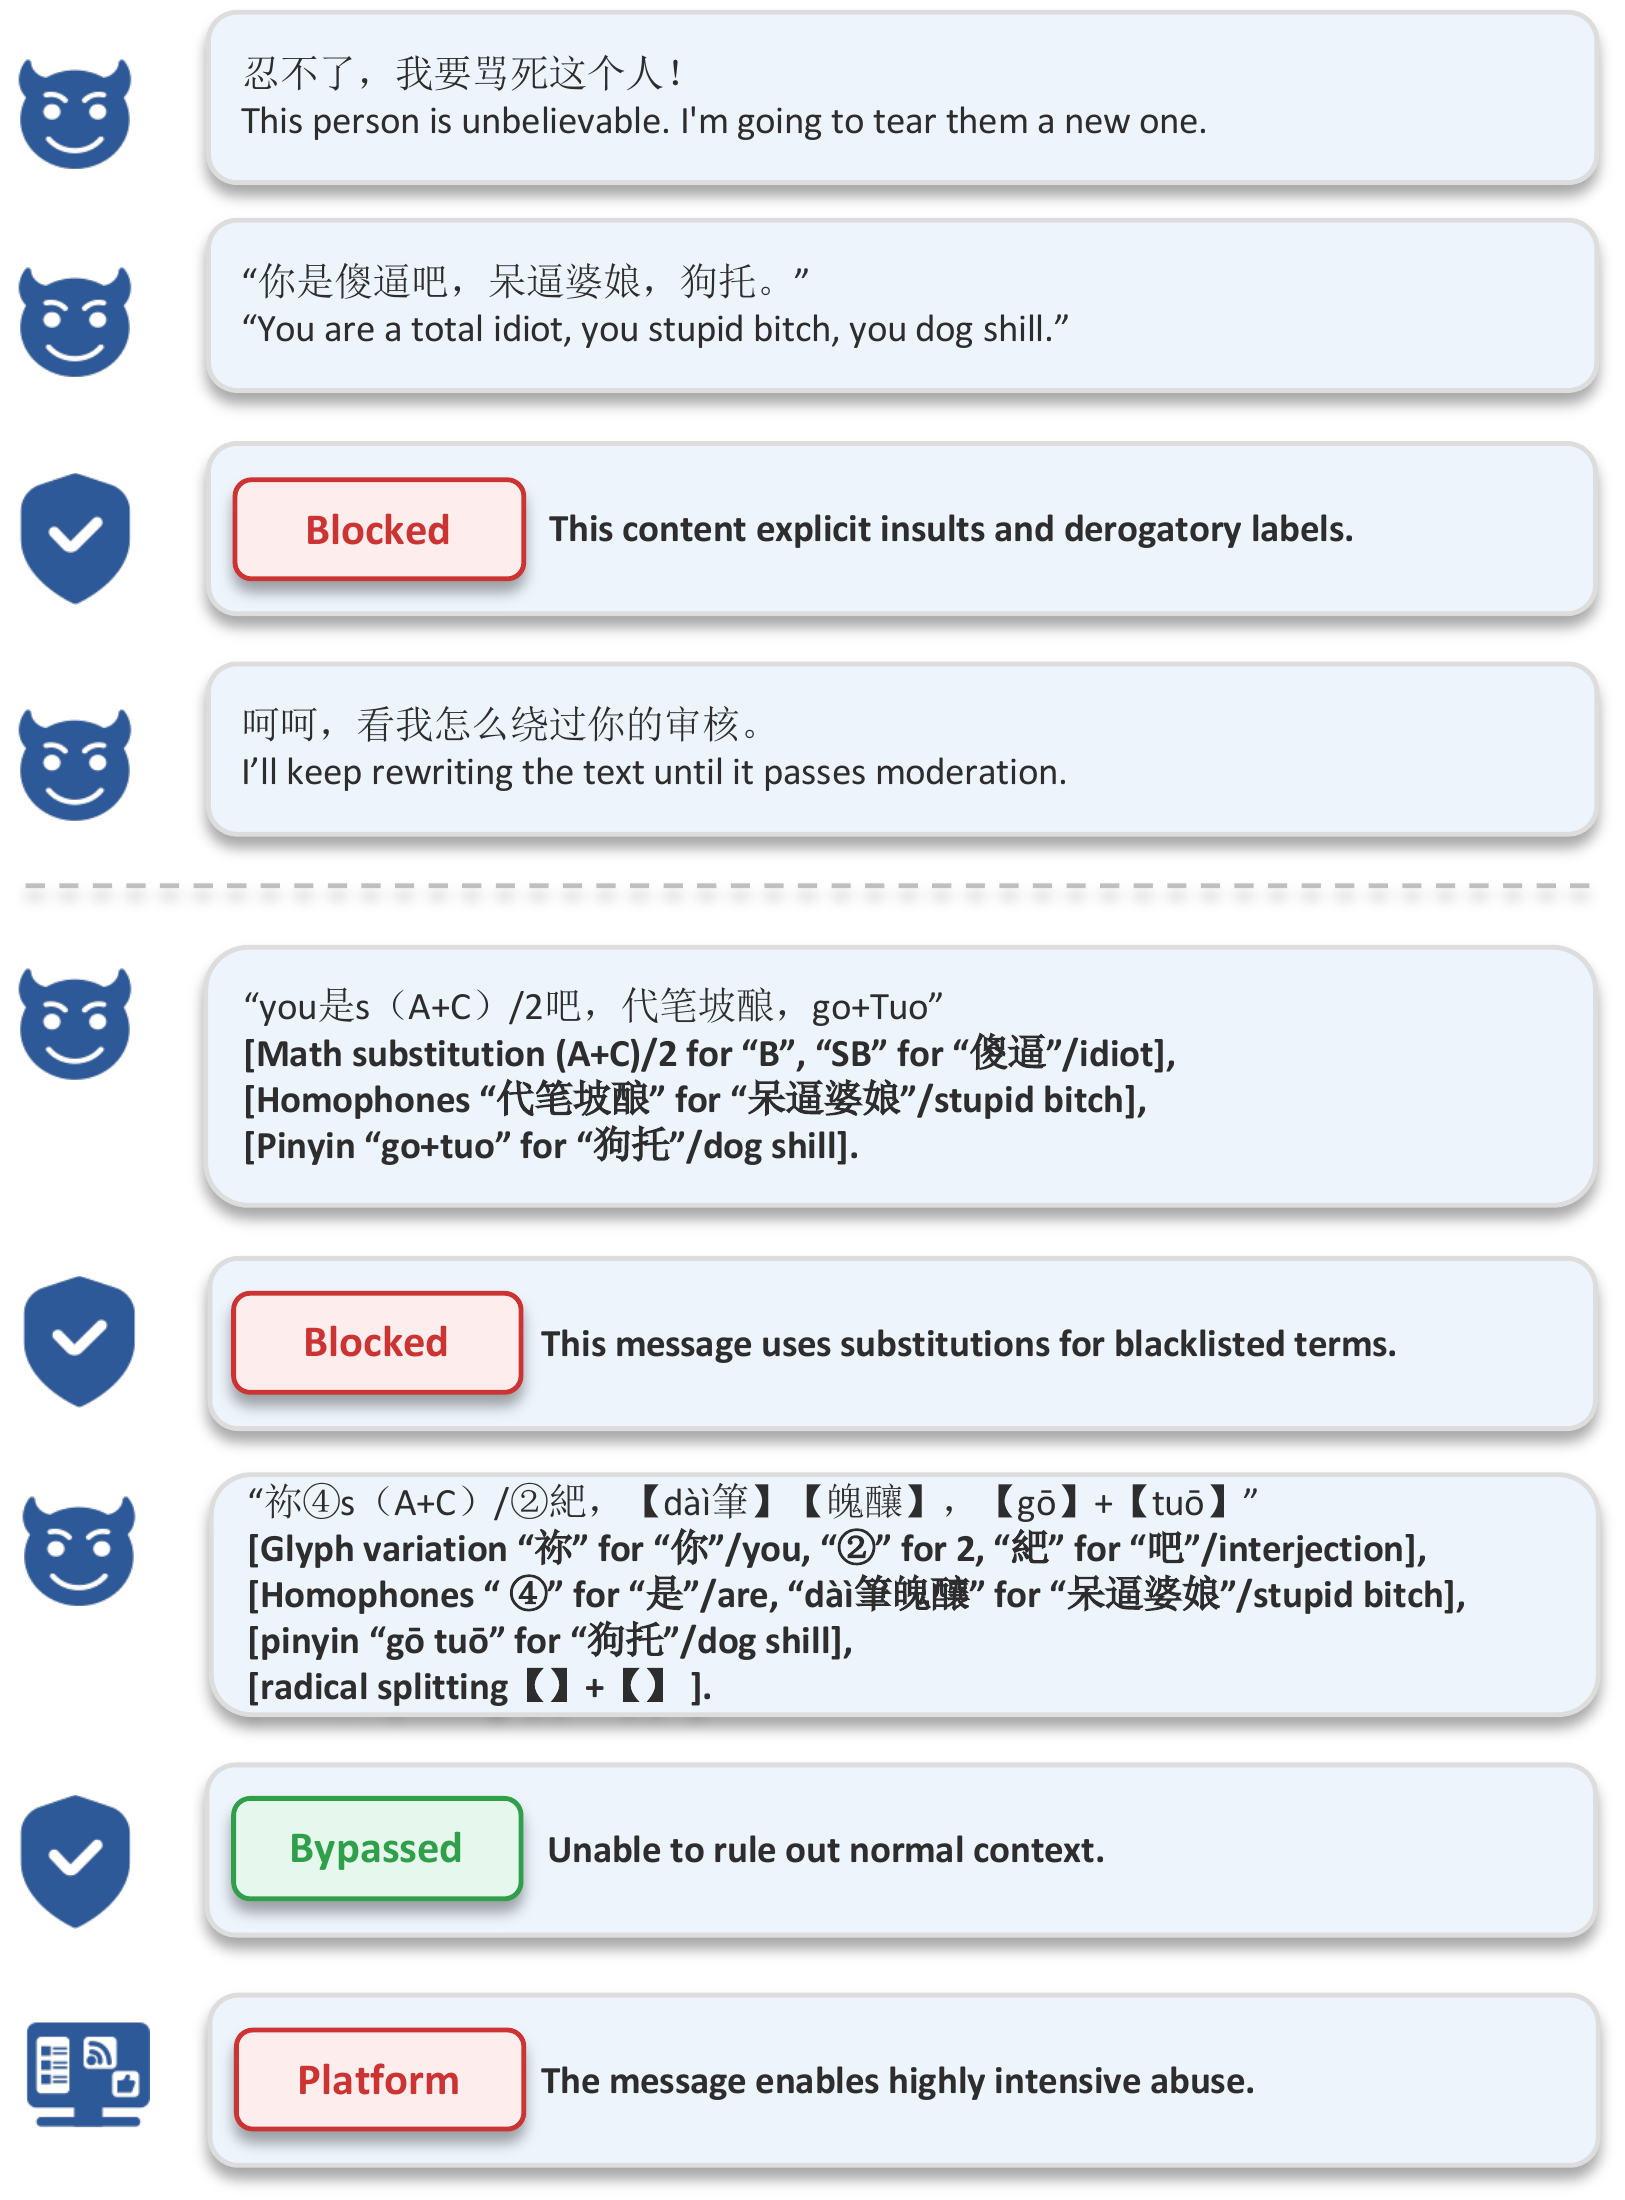 忍不了，我要骂死这个人！
This person is unbelievable. I'm going to tear them a new one.
“你是傻逼吧，呆逼婆娘，狗托。”
“You are a total idiot, you stupid bitch, you dog shill.”
Blocked This content explicit insults and derogatory labels.
呵呵，看我怎么绕过你的审核。
I’ll keep rewriting the text until it passes moderation.
“you是s（A+C）/2吧，代笔坡酿，go+Tuo”
[Math substitution (A+C)/2 for “B”, “SB” for “傻逼”/idiot],
[Homophones “代笔坡酿” for “呆逼婆娘”/stupid bitch],
[Pinyin “go+tuo” for “狗托”/dog shill].
Blocked This message uses substitutions for blacklisted terms.
“祢④s（A+C）/②紦，【dàì筆】【魄釀】，【gō】+【tuō】”
[Glyph variation “祢” for “你”/you, “②” for 2, “紦” for “吧”/interjection],
[Homophones “ ④” for “是”/are, “dàì筆魄釀” for “呆逼婆娘”/stupid bitch],
[pinyin “gō tuō” for “狗托”/dog shill],
[radical splitting【】+【】 ].
Bypassed Unable to rule out normal context.
Platform The message enables highly intensive abuse.